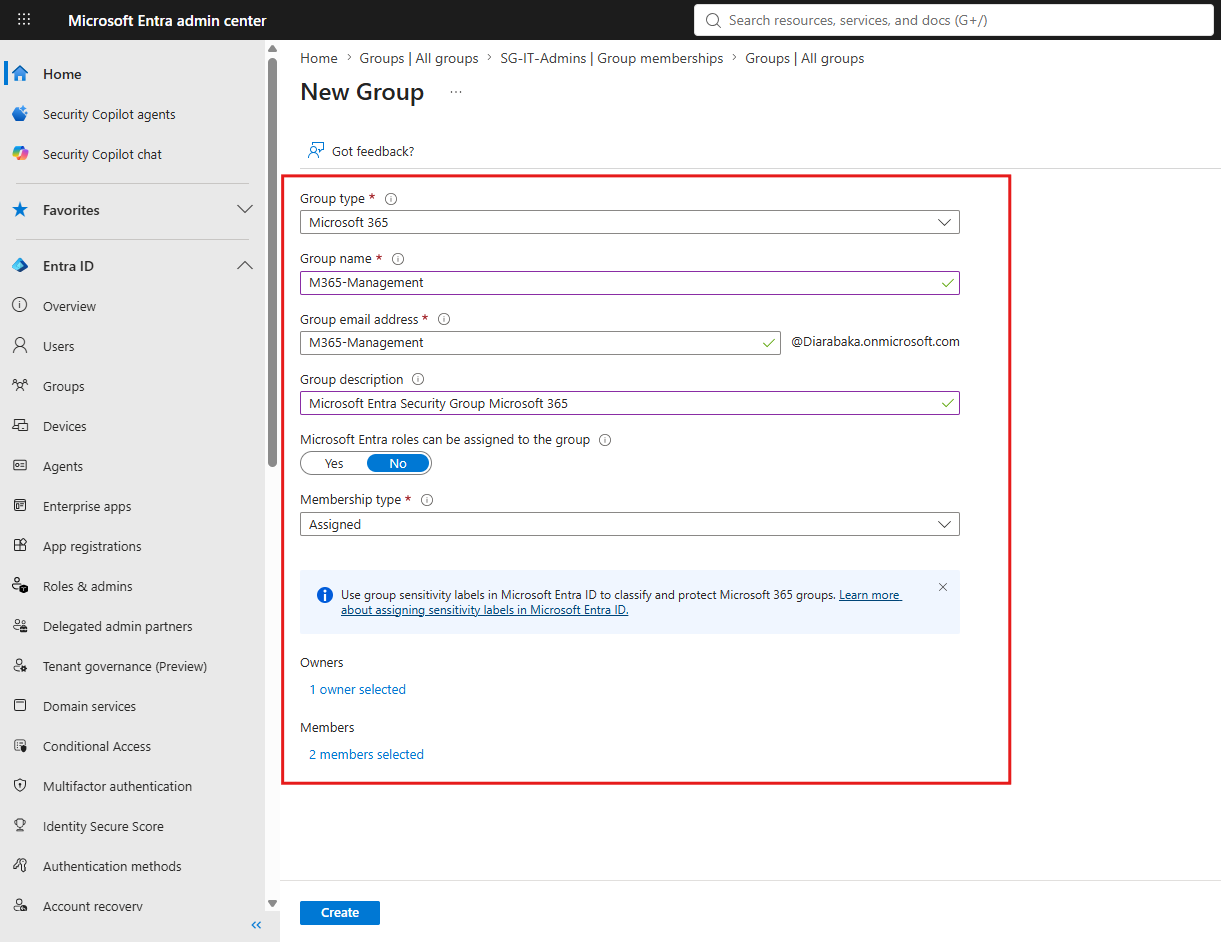 Microsoft Entra admin center
Search resources, services, and docs (G+/)
Home
Security Copilot agents
Security Copilot chat
Favorites
Entra ID
Overview
Users
Groups
Devices
Agents
Enterprise apps
App registrations
Roles & admins
Delegated admin partners
Tenant governance (Preview)
Domain services
Conditional Access
Multifactor authentication
Identity Secure Score
Authentication methods
Account recovery
Home > Groups | All groups > SG-IT-Admins | Group memberships > Groups | All groups
New Group ...
Got feedback?
Group type *
Microsoft 365
Group name *
M365-Management
Group email address *
M365-Management @Diarabaka.onmicrosoft.com
Group description
Microsoft Entra Security Group Microsoft 365
Microsoft Entra roles can be assigned to the group
Yes No
Membership type *
Assigned
Use group sensitivity labels in Microsoft Entra ID to classify and protect Microsoft 365 groups. Learn more
about assigning sensitivity labels in Microsoft Entra ID.
Owners
1 owner selected
Members
2 members selected
Create